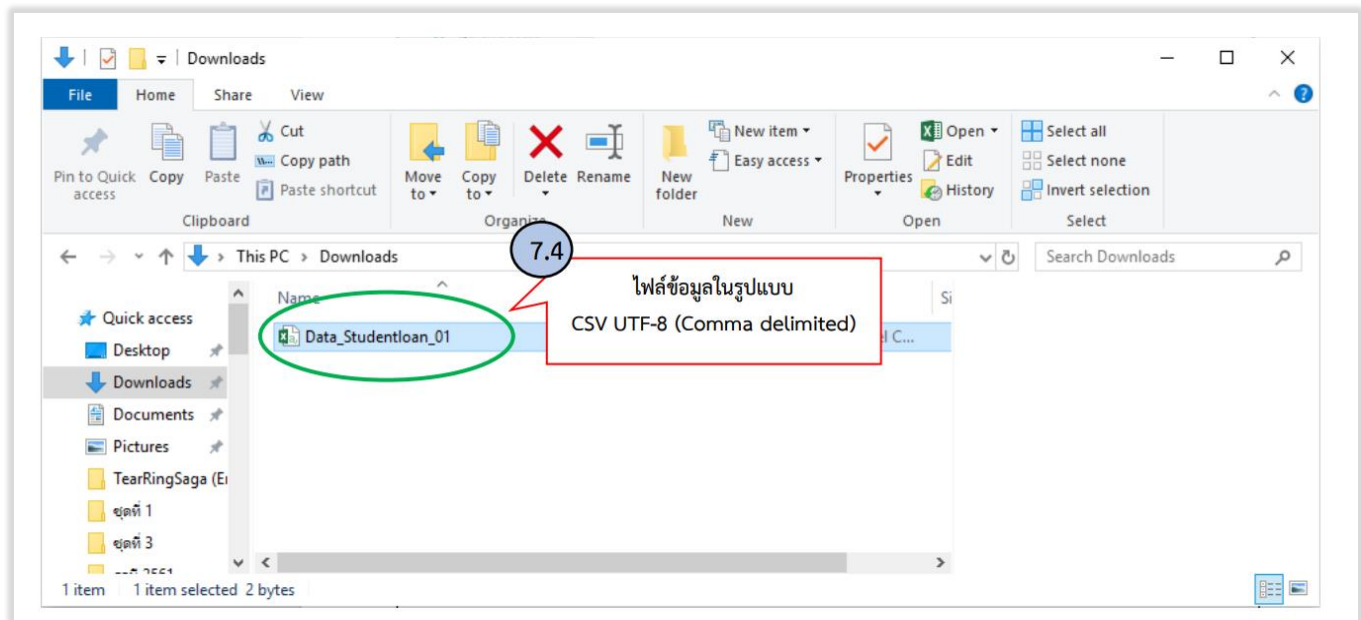 Downloads
File Home Share View
Pin to Quick access
Copy
Paste
Cut
Copy path
Paste shortcut
Clipboard
Move to
Copy to
Delete
Rename
Organize
New folder
New item
Easy access
New
Properties
Open
Edit
History
Open
Select all
Select none
Invert selection
Select
This PC > Downloads
Search Downloads
7.4
ไฟล์ข้อมูลในรูปแบบ
CSV UTF-8 (Comma delimited)
Name
Si
Data_Studentloan_01
el C...
Quick access
Desktop
Downloads
Documents
Pictures
TearRingSaga (Er
ชุดที่ 1
ชุดที่ 3
1 item 1 item selected 2 bytes